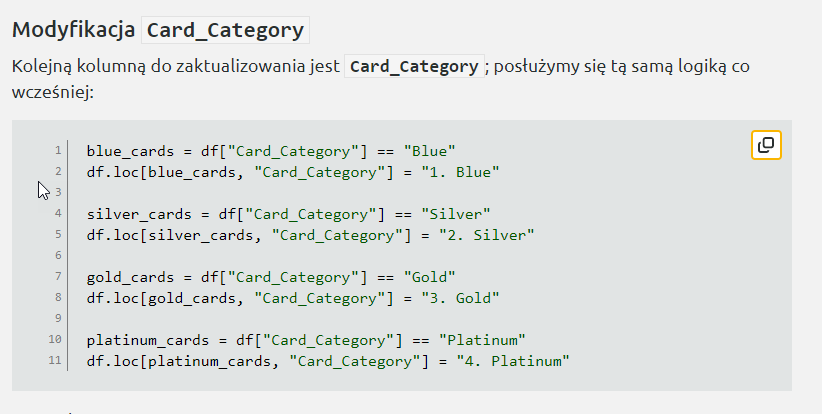 Modyfikacja Card_Category
Kolejną kolumną do zaktualizowania jest Card_Category; posłużymy się tą samą logiką co
wcześniej:
1 blue_cards = df["Card_Category"] == "Blue"
2 df.loc[blue_cards, "Card_Category"] = "1. Blue"
3
4 silver_cards = df["Card_Category"] == "Silver"
5 df.loc[silver_cards, "Card_Category"] = "2. Silver"
6
7 gold_cards = df["Card_Category"] == "Gold"
8 df.loc[gold_cards, "Card_Category"] = "3. Gold"
9
10 platinum_cards = df["Card_Category"] == "Platinum"
11 df.loc[platinum_cards, "Card_Category"] = "4. Platinum"